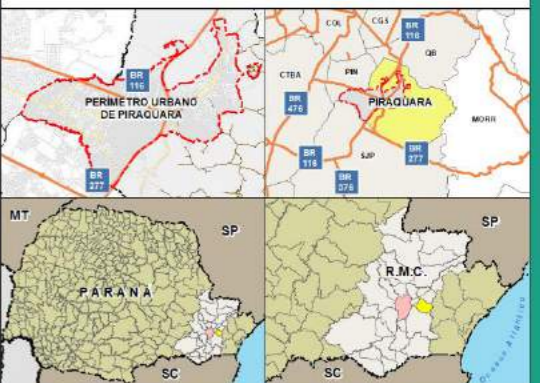 BR
116
PERÍMETRO URBANO
DE PIRAQUARA
BR
277
COL
CGS
BR
116
QB
CTBA
PIN
BR
476
PIRAQUARA
MORR
BR
116
SJP
BR
277
BR
376
MT
SP
PARANÁ
SC
SP
R.M.C.
SC
Oceano Atlântico